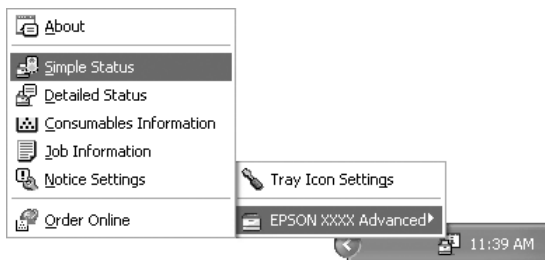 About
Simple Status
Detailed Status
Consumables Information
Job Information
Notice Settings
Order Online
Tray Icon Settings
EPSON XXXX Advanced
11:39 AM